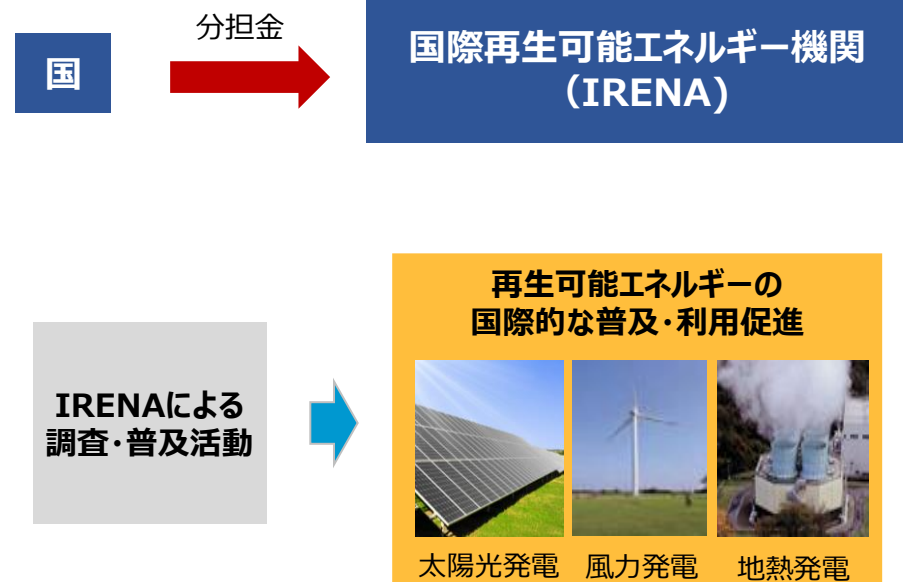 分担金
国
国際再生可能エネルギー機関
（IRENA)
再生可能エネルギーの
国際的な普及・利用促進
IRENAによる
調査・普及活動
太陽光発電 風力発電 地熱発電